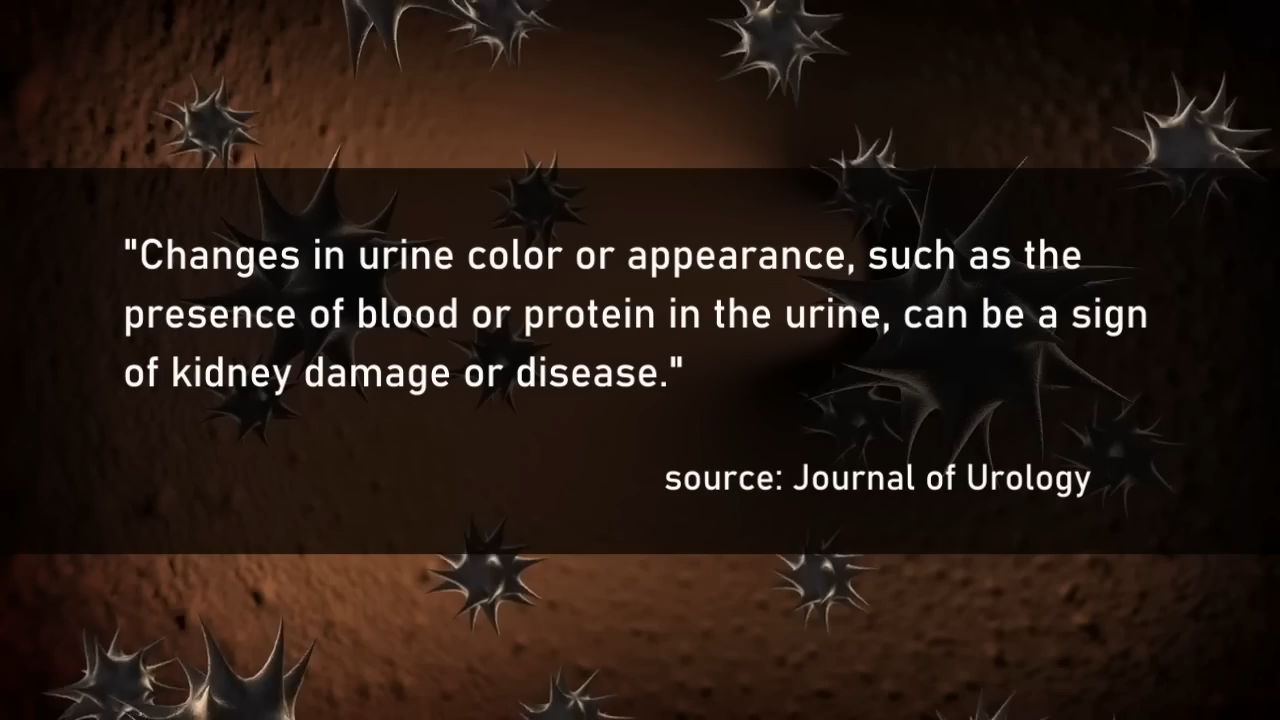 "Changes in urine color or appearance, such as the
presence of blood or protein in the urine, can be a sign
of kidney damage or disease."
source: Journal of Urology